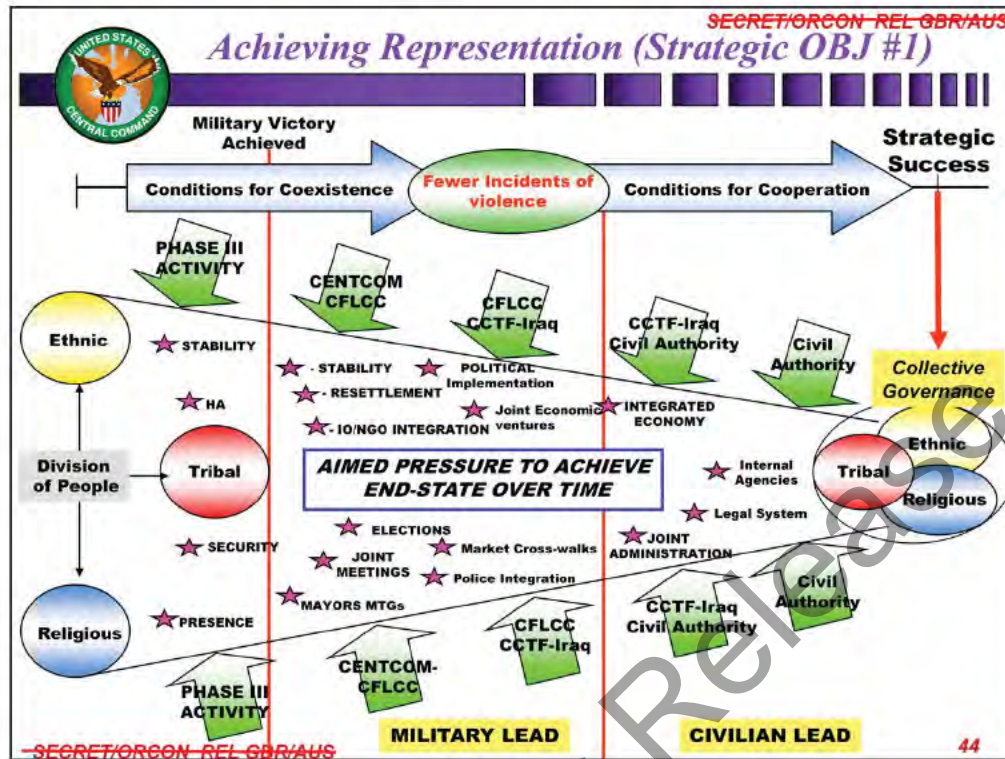 SECRET/ORCON REL GBR/AUS
UNITED STATES
CENTRAL COMMAND
Achieving Representation (Strategic OBJ #1)
Military Victory
Achieved
Strategic
Success
Conditions for Coexistence
Fewer Incidents of
violence
Conditions for Cooperation
PHASE III
ACTIVITY
CENTCOM
CFLCC
CFLCC
CCTF-Iraq
CCTF-Iraq
Civil Authority
Civil
Authority
Collective
Governance
Ethnic
STABILITY
- STABILITY
POLITICAL
Implementation
HA
- RESETTLEMENT
Joint Economic
ventures
INTEGRATED
ECONOMY
- IO/NGO INTEGRATION
Division
of People
Tribal
AIMED PRESSURE TO ACHIEVE
END-STATE OVER TIME
Internal
Agencies
Ethnic
Tribal
Religious
Legal System
ELECTIONS
SECURITY
JOINT
MEETINGS
Market Cross-walks
JOINT
ADMINISTRATION
Police Integration
MAYORS MTGs
PRESENCE
Religious
PHASE III
ACTIVITY
CENTCOM-
CFLCC
CFLCC
CCTF-Iraq
CCTF-Iraq
Civil Authority
Civil
Authority
MILITARY LEAD
CIVILIAN LEAD
SECRET/ORCON REL GBR/AUS
44
Release